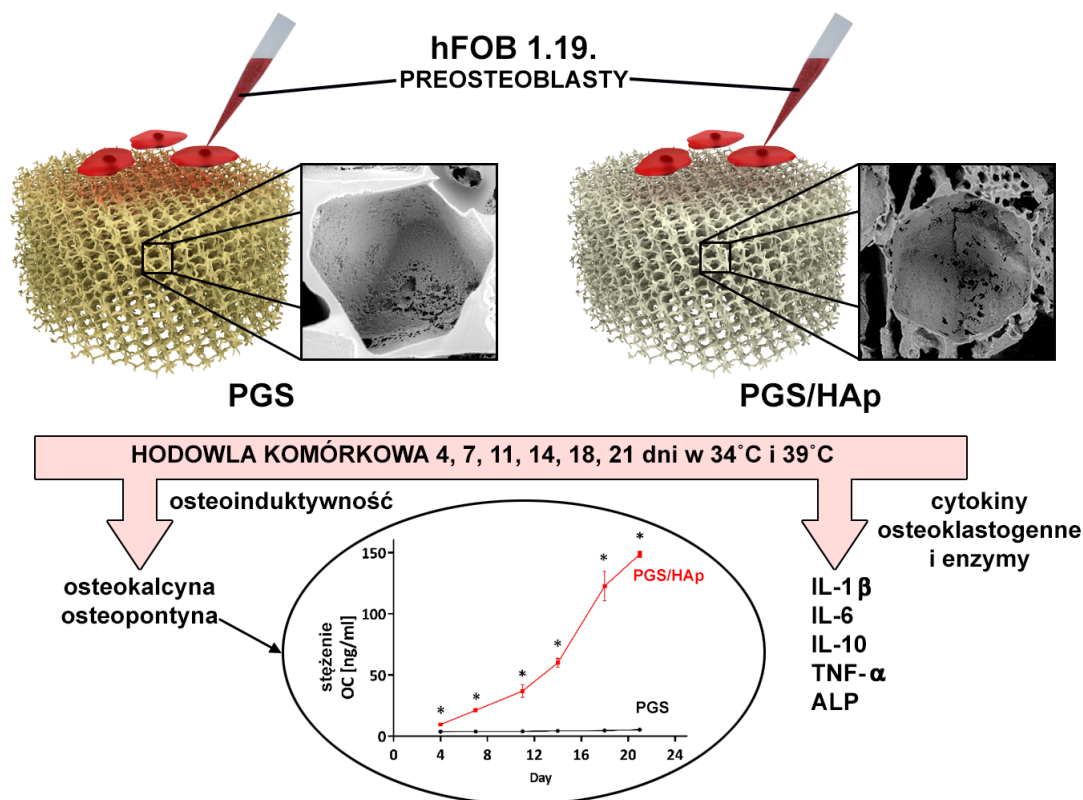 hFOB 1.19.
PREOSTEOBLASTY
PGS
PGS/HAp
HODOWLA KOMÓRKOWA 4, 7, 11, 14, 18, 21 dni w 34˚C i 39˚C
osteoinduktywność
osteokalcyna
osteopontyna
stężenie
OC [ng/ml]
150
100
50
0
PGS/HAp
PGS
* * * * * *
0 4 8 12 16 20 24
Day
cytokiny
osteoklastogenne
i enzymy
IL-1β
IL-6
IL-10
TNF-α
ALP